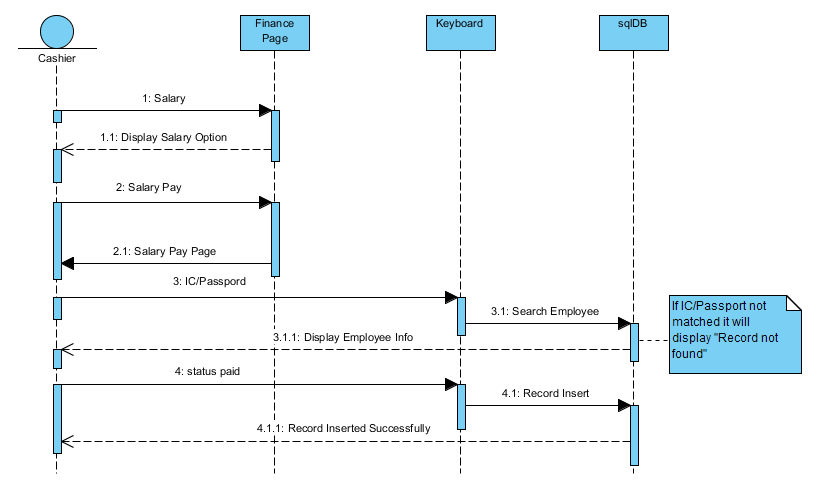 Finance
Page
Keyboard
sqlDB
Cashier
1: Salary
1.1: Display Salary Option
2: Salary Pay
2.1: Salary Pay Page
3: IC/Passpord
3.1: Search Employee
If IC/Passport not
matched it will
display "Record not
found"
3.1.1: Display Employee Info
4: status paid
4.1: Record Insert
4.1.1: Record Inserted Successfully